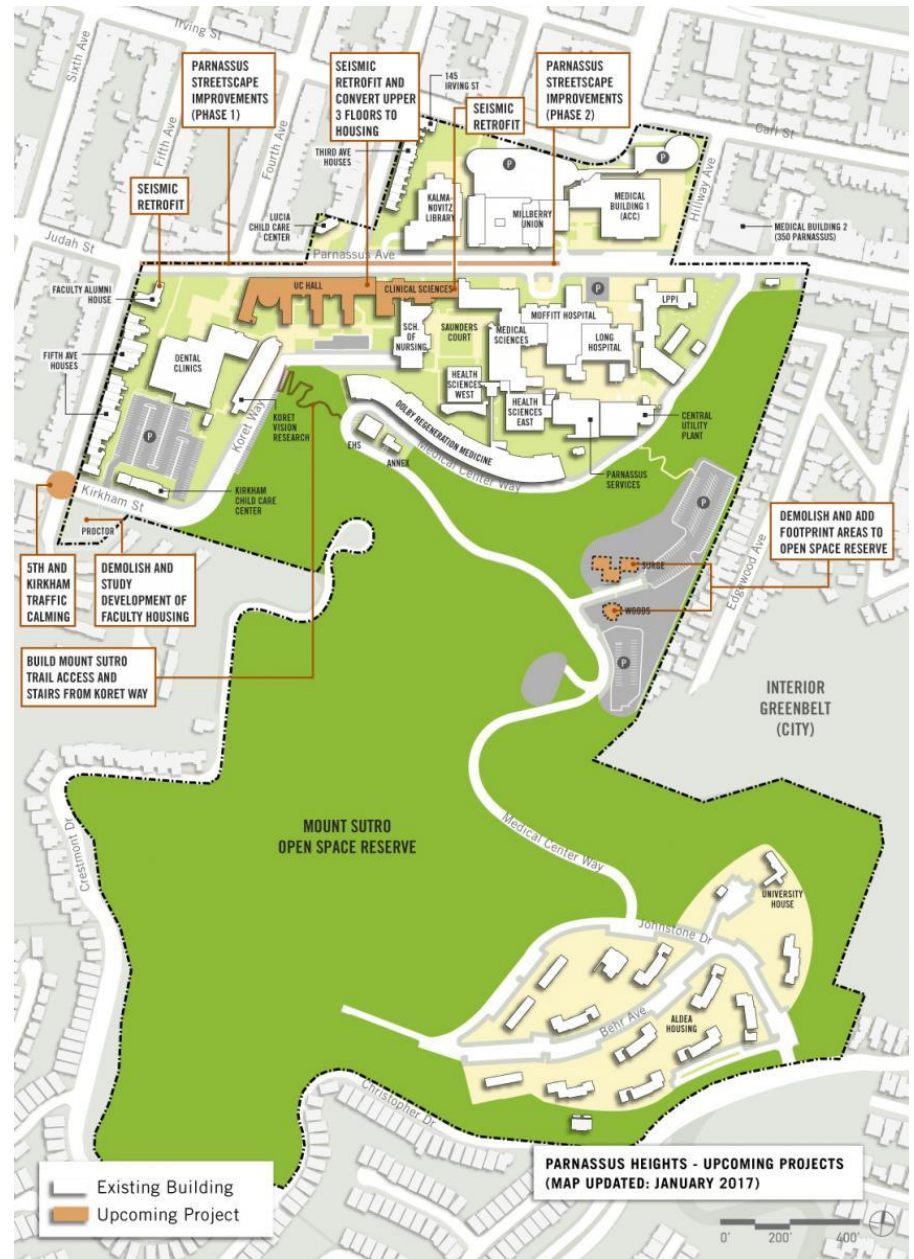 Irving St
Sixth Ave
Fifth Ave
Fourth Ave
PARNASSUS
STREETSCAPE
IMPROVEMENTS
(PHASE 1)
SEISMIC
RETROFIT AND
CONVERT UPPER
3 FLOORS TO
HOUSING
145
IRVING ST
SEISMIC
RETROFIT
PARNASSUS
STREETSCAPE
IMPROVEMENTS
(PHASE 2)
Carl St
Hillway Ave
THIRD AVE
HOUSES
SEISMIC
RETROFIT
LUCIA
CHILD CARE
CENTER
P
P
KALMA-
NOVITZ
LIBRARY
MILLBERRY
UNION
MEDICAL
BUILDING 1
(ACC)
MEDICAL BUILDING 2
(350 PARNASSUS)
Judah St
Parnassus Ave
FACULTY ALUMNI
HOUSE
UC HALL
CLINICAL SCIENCES
P
LPPI
MOFFITT HOSPITAL
SCH.
OF
NURSING
SAUNDERS
COURT
MEDICAL
SCIENCES
LONG
HOSPITAL
FIFTH AVE
HOUSES
DENTAL
CLINICS
HEALTH
SCIENCES
WEST
HEALTH
SCIENCES
EAST
CENTRAL
UTILITY
PLANT
DOLBY REGENERATION MEDICINE
Koret Way
KORET
VISION
RESEARCH
P
EHS
ANNEX
Medical Center Way
PARNASSUS
SERVICES
P
Kirkham St
KIRKHAM
CHILD CARE
CENTER
PROCTOR
DEMOLISH AND ADD
FOOTPRINT AREAS TO
OPEN SPACE RESERVE
5TH AND
KIRKHAM
TRAFFIC
CALMING
DEMOLISH AND
STUDY
DEVELOPMENT OF
FACULTY HOUSING
SURGE
WOODS
Edgewood Ave
BUILD MOUNT SUTRO
TRAIL ACCESS AND
STAIRS FROM KORET WAY
P
INTERIOR
GREENBELT
(CITY)
MOUNT SUTRO
OPEN SPACE RESERVE
Crestmont Dr
Medical Center Way
UNIVERSITY
HOUSE
Johnstone Dr
Behr Ave
ALDEA
HOUSING
Christopher Dr
PARNASSUS HEIGHTS - UPCOMING PROJECTS
(MAP UPDATED: JANUARY 2017)
Existing Building
Upcoming Project
0' 200' 400'